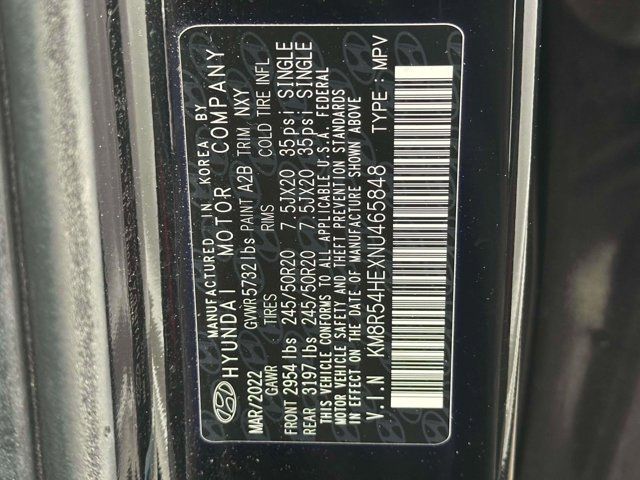 MANUFACTURED IN KOREA BY
HYUNDAI MOTOR COMPANY
MAR/2022 GVWR5732lbs PAINT A2B TRIM NXY
GAWR TIRES RIMS COLD TIRE INFL
FRONT 2954 lbs 245/50R20 7.5JX20 35psi SINGLE
REAR 3197 lbs 245/50R20 7.5JX20 35psi SINGLE
THIS VEHICLE CONFORMS TO ALL APPLICABLE U.S.A. FEDERAL
MOTOR VEHICLE SAFETY AND THEFT PREVENTION STANDARDS
IN EFFECT ON THE DATE OF MANUFACTURE SHOWN ABOVE
V.I.N KM8R54HEXNU465848 TYPE : MPV